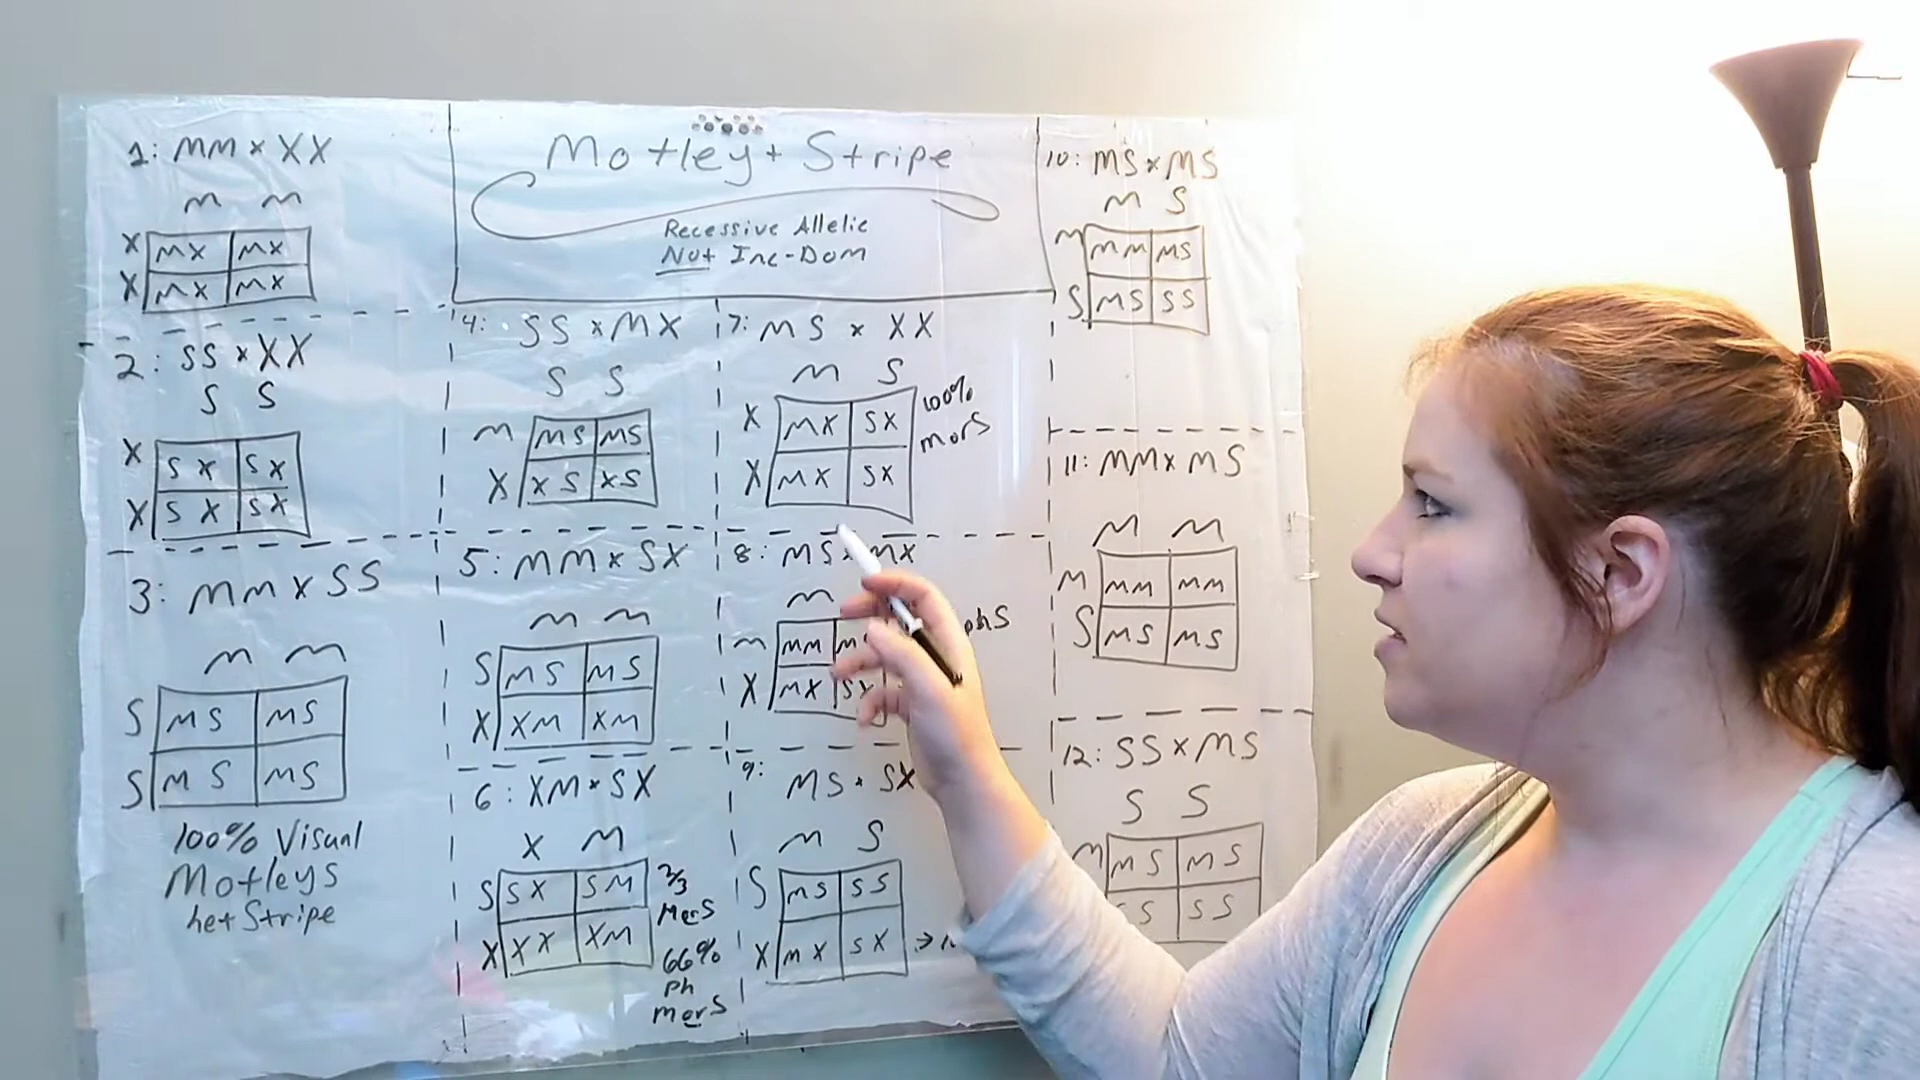 1: MM x XX
M M
X MX MX
X MX MX
2: SS x XX
S S
X SX SX
X SX SX
3: MM x SS
M M
S MS MS
S MS MS
100% Visual
Motleys
het Stripe
Motley + Stripe
Recessive Allelic
Not Inc-Dom
4: SS x MX
S S
M MS MS
X XS XS
5: MM x SX
M M
S MS MS
X XM XM
6: XM x SX
X M
S SX SM
X XX XM
2/3
MorS
66%
ph
MorS
7: MS x XX
M S
X MX SX
X MX SX
100%
MorS
8: MS x MX
M
M MM
X MX SX
phS
9: MS x SX
M S
S MS SS
X MX SX
10: MS x MS
M S
M MM MS
S MS SS
11: MM x MS
M M
M MM MM
S MS MS
12: SS x MS
S S
M MS MS
SS